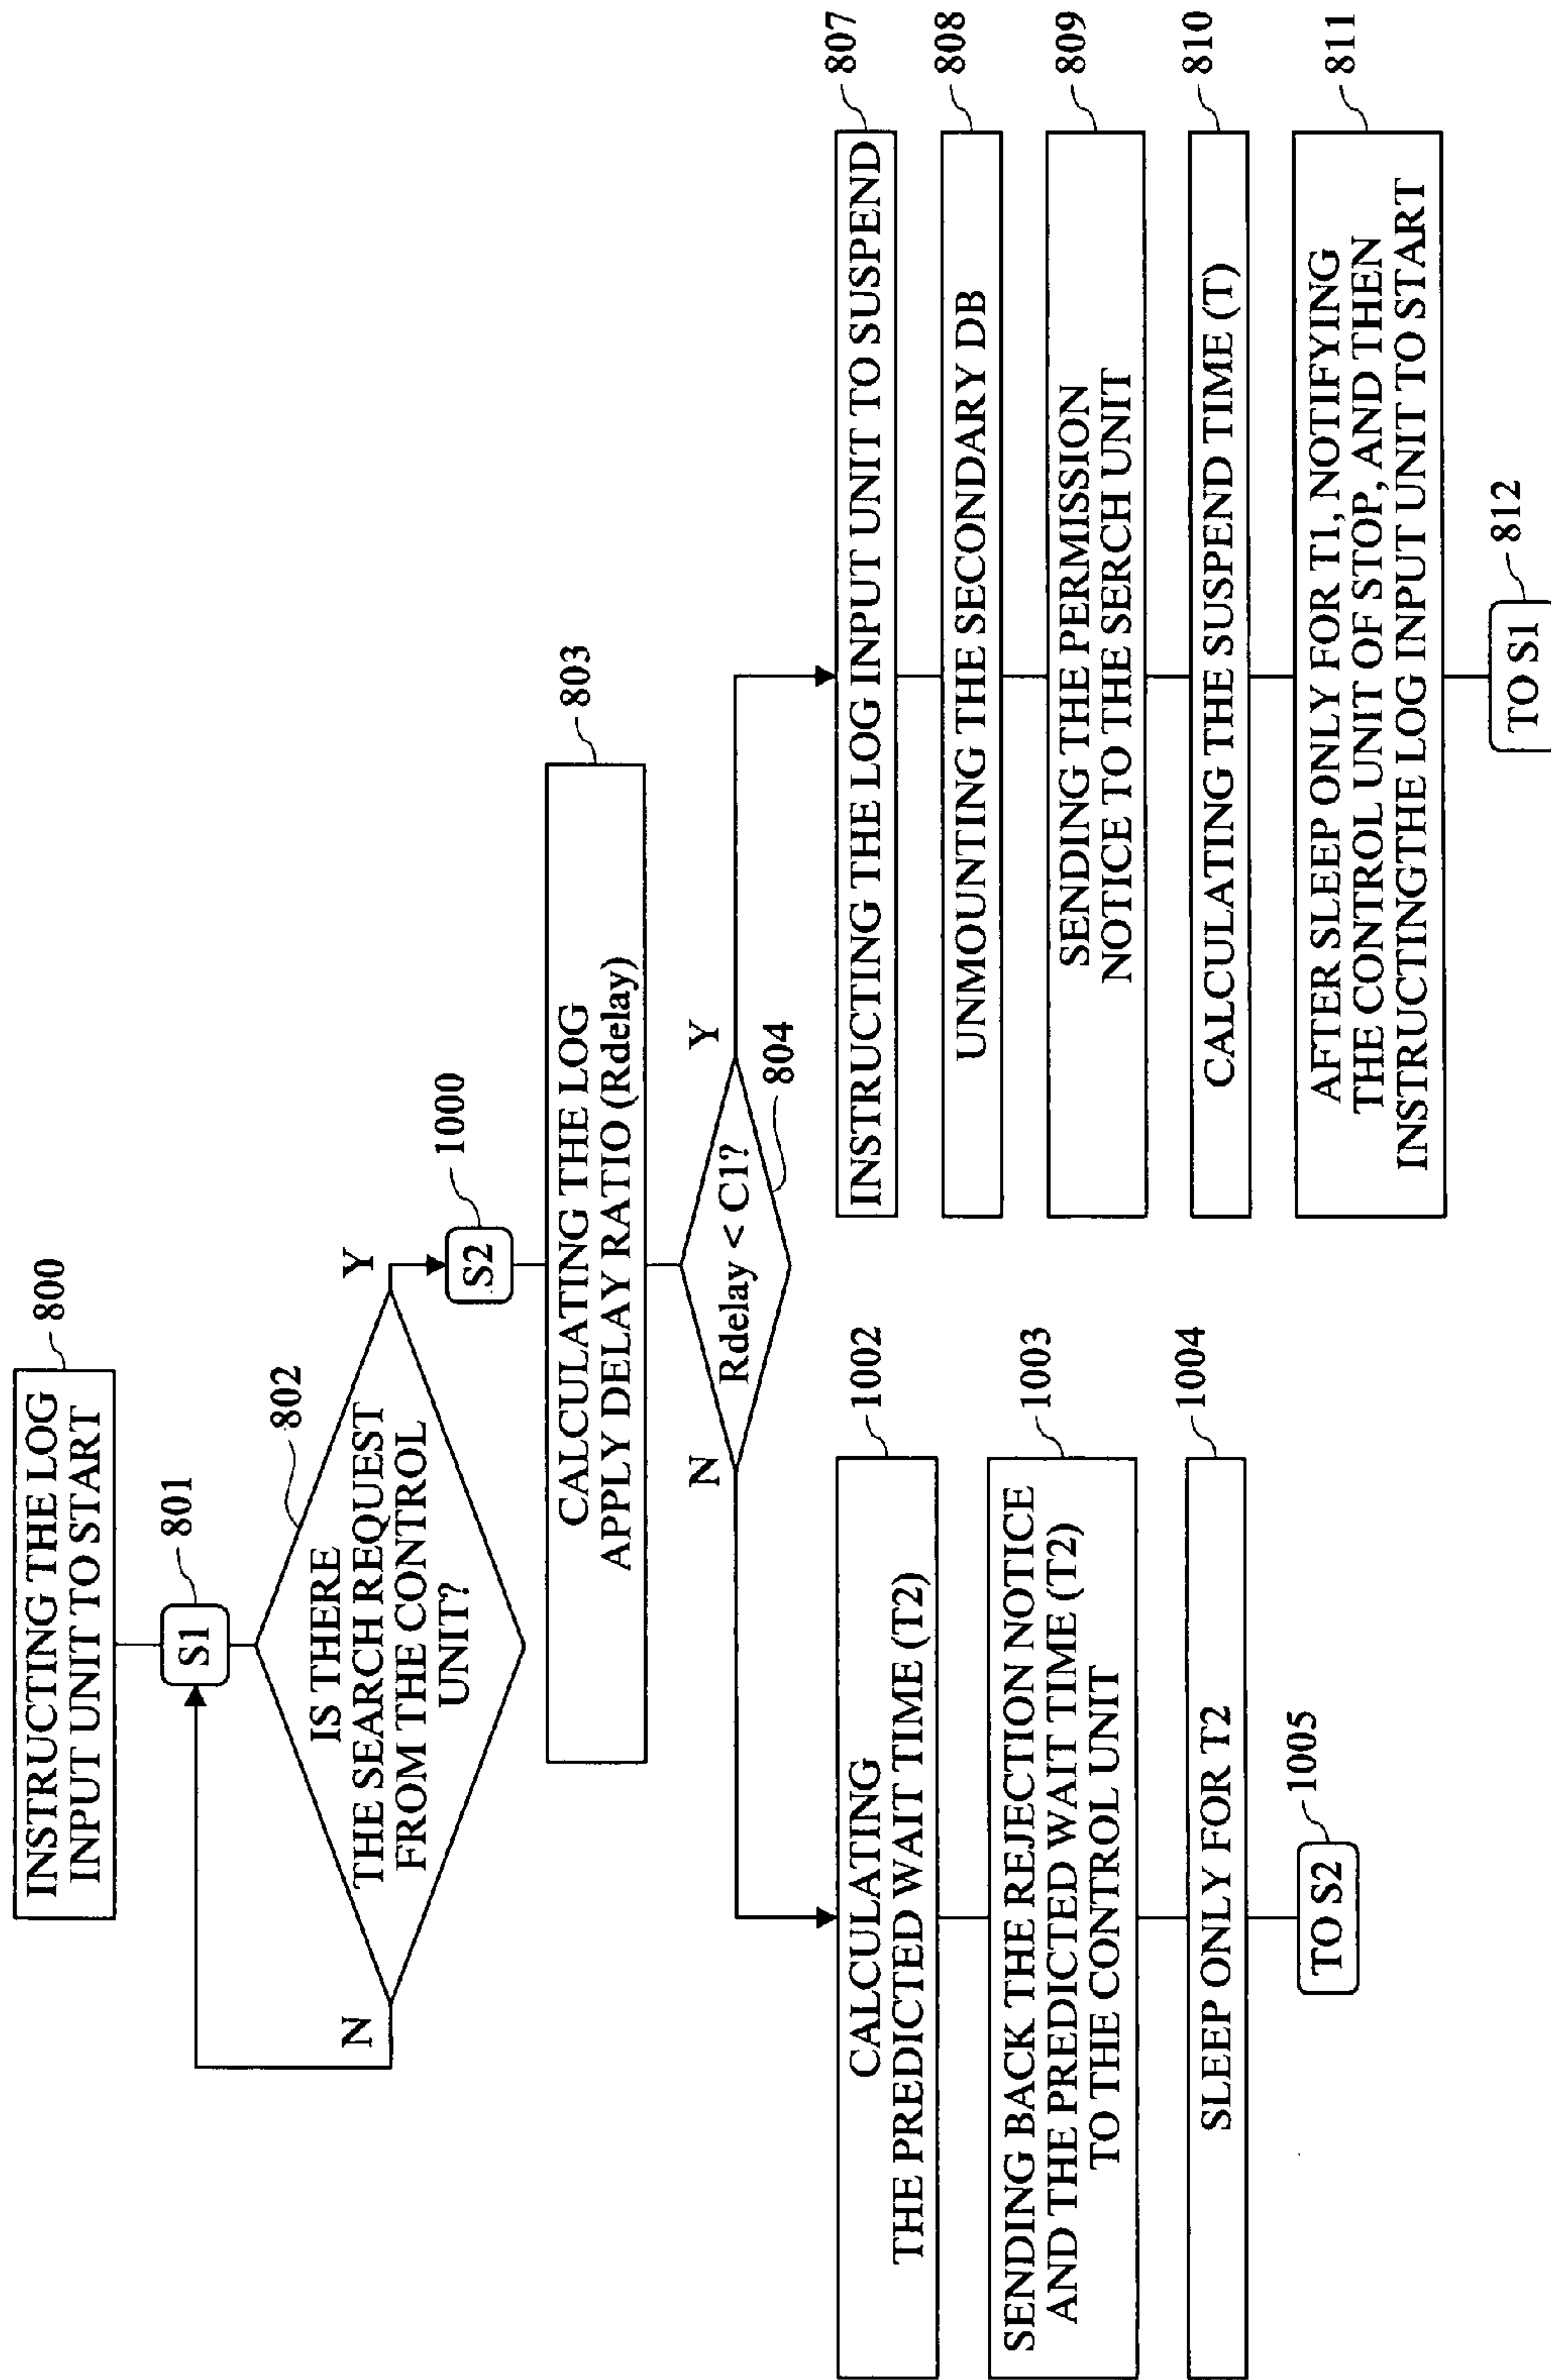 INSTRUCTING THE LOG
INPUT UNIT TO START
800
S1
801
IS THERE
THE SEARCH REQUEST
FROM THE CONTROL
UNIT?
802
N
Y
S2
1000
CALCULATING THE LOG
APPLY DELAY RATIO (Rdelay)
803
Rdelay < C1?
804
N
Y
CALCULATING
THE PREDICTED WAIT TIME (T2)
1002
SENDING BACK THE REJECTION NOTICE
AND THE PREDICTED WAIT TIME (T2)
TO THE CONTROL UNIT
1003
SLEEP ONLY FOR T2
1004
TO S2
1005
INSTRUCTING THE LOG INPUT UNIT TO SUSPEND
807
UNMOUNTING THE SECONDARY DB
808
SENDING THE PERMISSION
NOTICE TO THE SERCH UNIT
809
CALCULATING THE SUSPEND TIME (T)
810
AFTER SLEEP ONLY FOR T1, NOTIFYING
THE CONTROL UNIT OF STOP, AND THEN
INSTRUCTINGTHE LOG INPUT UNIT TO START
811
TO S1
812